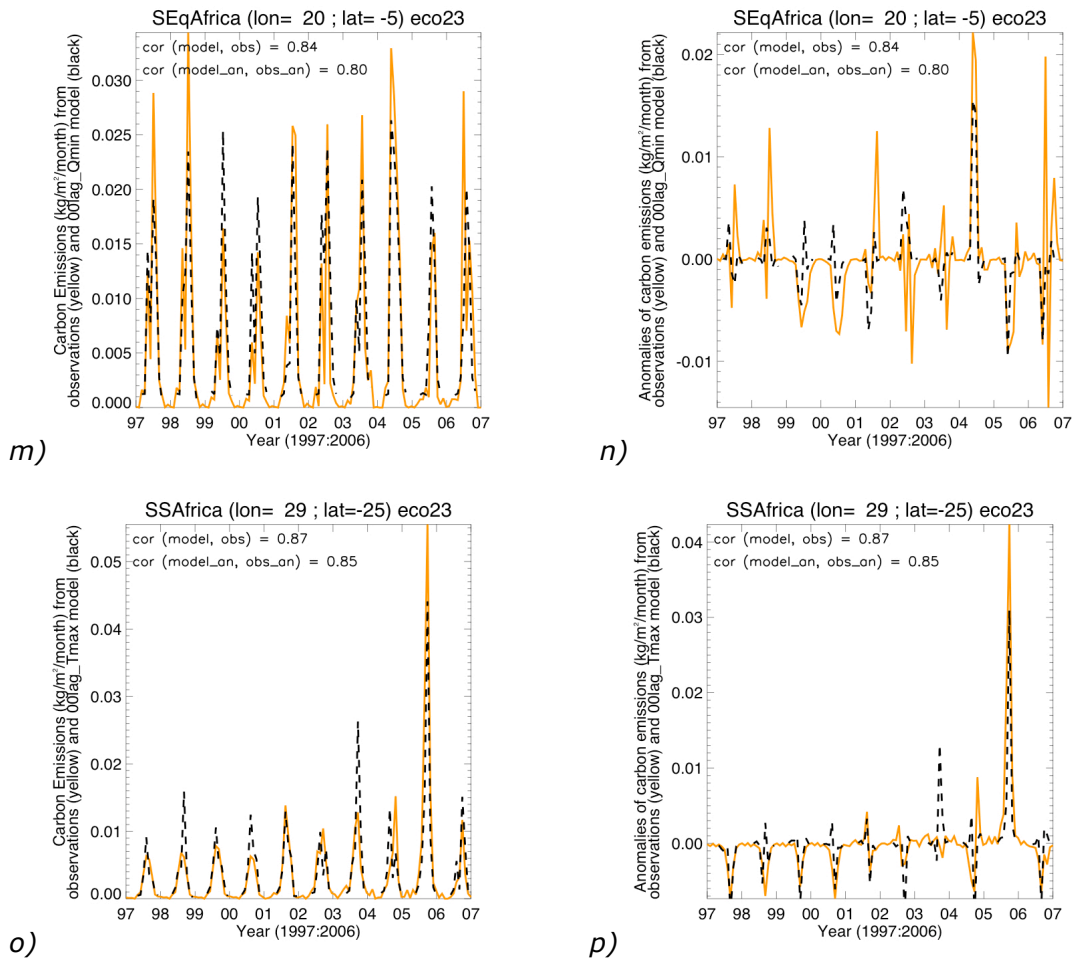 SEqAfrica (lon= 20 ; lat= -5) eco23
cor (model, obs) = 0.84
cor (model_an, obs_an) = 0.80
Carbon Emissions (kg/m²/month) from
observations (yellow) and 00lag_Qmin model (black)
0.030
0.025
0.020
0.015
0.010
0.005
0.000
97 98 99 00 01 02 03 04 05 06 07
Year (1997:2006)
m)
SEqAfrica (lon= 20 ; lat= -5) eco23
cor (model, obs) = 0.84
cor (model_an, obs_an) = 0.80
Anomalies of carbon emissions (kg/m²/month) from
observations (yellow) and 00lag_Qmin model (black)
0.02
0.01
0.00
-0.01
97 98 99 00 01 02 03 04 05 06 07
Year (1997:2006)
n)
SSAfrica (lon= 29 ; lat=-25) eco23
cor (model, obs) = 0.87
cor (model_an, obs_an) = 0.85
Carbon Emissions (kg/m²/month) from
observations (yellow) and 00lag_Tmax model (black)
0.05
0.04
0.03
0.02
0.01
0.00
97 98 99 00 01 02 03 04 05 06 07
Year (1997:2006)
o)
SSAfrica (lon= 29 ; lat=-25) eco23
cor (model, obs) = 0.87
cor (model_an, obs_an) = 0.85
Anomalies of carbon emissions (kg/m²/month) from
observations (yellow) and 00lag_Tmax model (black)
0.04
0.03
0.02
0.01
0.00
97 98 99 00 01 02 03 04 05 06 07
Year (1997:2006)
p)